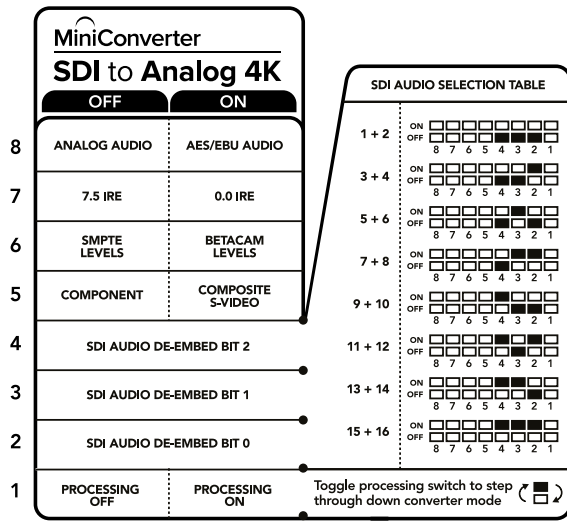 MiniConverter
SDI to Analog 4K
OFF ON
8 ANALOG AUDIO AES/EBU AUDIO
7 7.5 IRE 0.0 IRE
6 SMPTE LEVELS BETACAM LEVELS
5 COMPONENT COMPOSITE S-VIDEO
4 SDI AUDIO DE-EMBED BIT 2
3 SDI AUDIO DE-EMBED BIT 1
2 SDI AUDIO DE-EMBED BIT 0
1 PROCESSING OFF PROCESSING ON
SDI AUDIO SELECTION TABLE
1 + 2 ON
OFF
8 7 6 5 4 3 2 1
3 + 4 ON
OFF
8 7 6 5 4 3 2 1
5 + 6 ON
OFF
8 7 6 5 4 3 2 1
7 + 8 ON
OFF
8 7 6 5 4 3 2 1
9 + 10 ON
OFF
8 7 6 5 4 3 2 1
11 + 12 ON
OFF
8 7 6 5 4 3 2 1
13 + 14 ON
OFF
8 7 6 5 4 3 2 1
15 + 16 ON
OFF
8 7 6 5 4 3 2 1
Toggle processing switch to step
through down converter mode